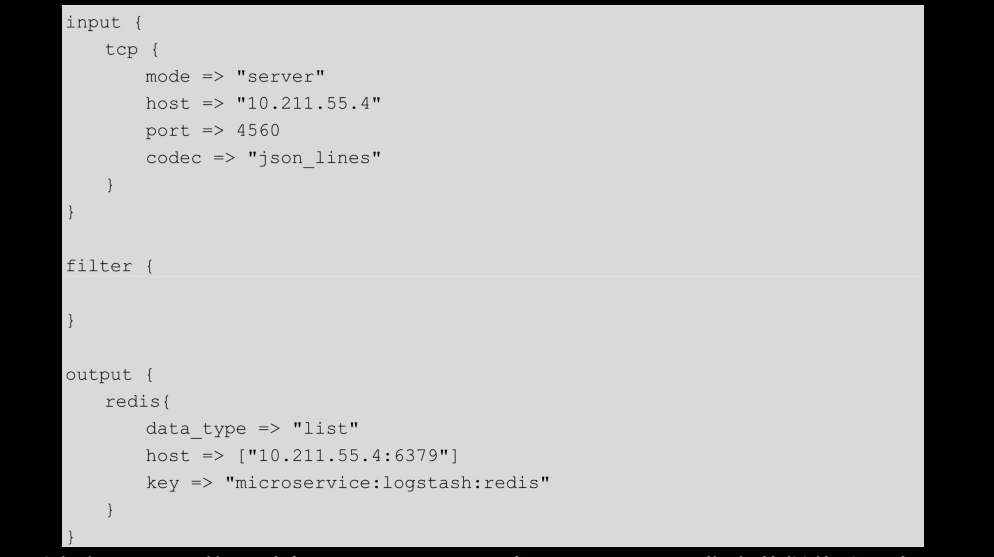 input {
    tcp {
        mode => "server"
        host => "10.211.55.4"
        port => 4560
        codec => "json_lines"
    }
}
filter {
}
output {
    redis{
        data_type => "list"
        host => ["10.211.55.4:6379"]
        key => "microservice:logstash:redis"
    }
}